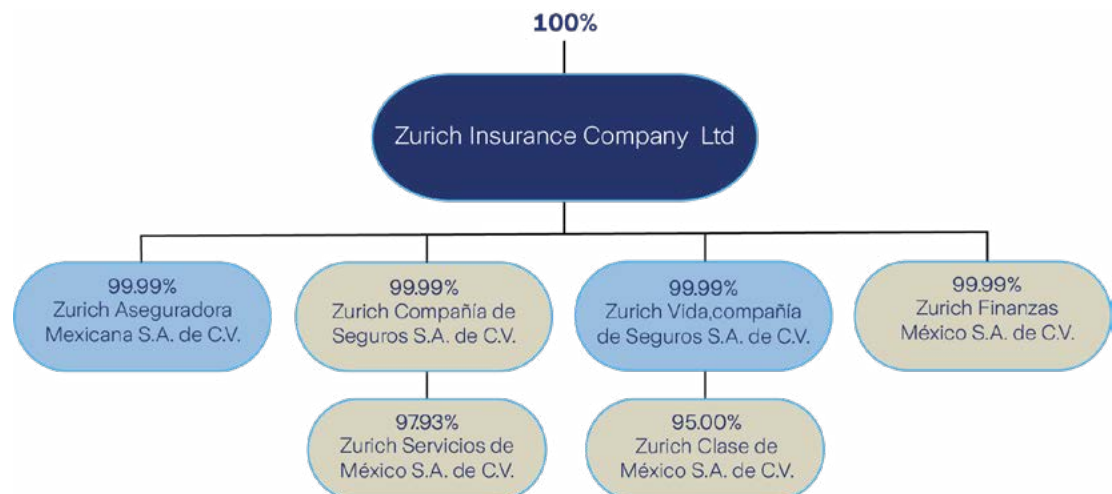 100%
Zurich Insurance Company Ltd
99.99%
Zurich Aseguradora
Mexicana S.A. de C.V.
99.99%
Zurich Compañía de
Seguros S.A. de C.V.
99.99%
Zurich Vida,compañía
de Seguros S.A. de C.V.
99.99%
Zurich Finanzas
México S.A. de C.V.
97.93%
Zurich Servicios de
México S.A. de C.V.
95.00%
Zurich Clase de
México S.A. de C.V.